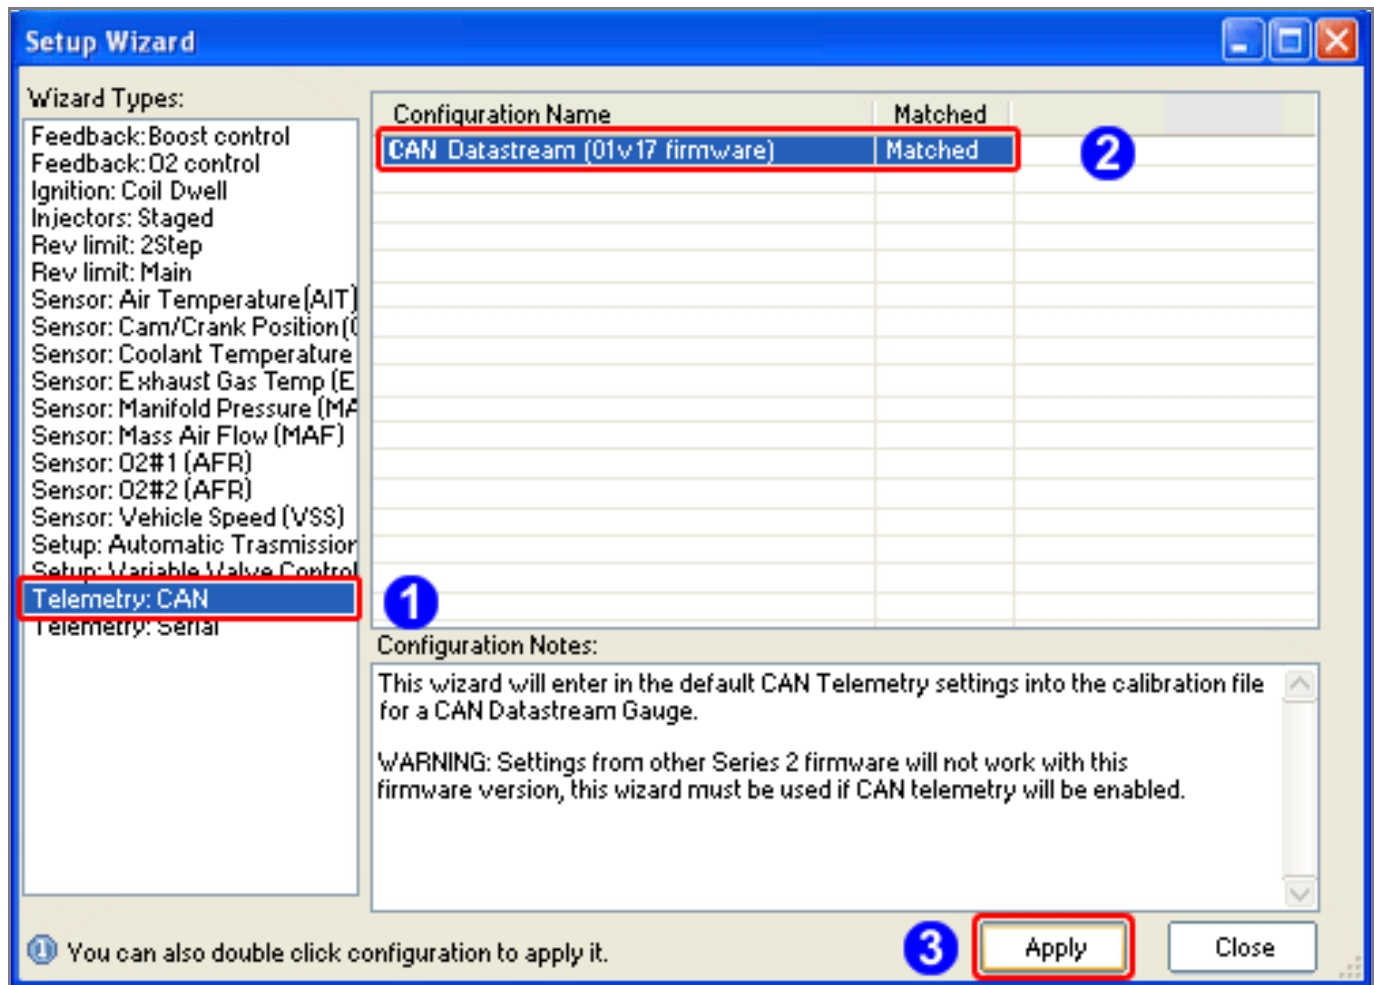 Setup Wizard
Wizard Types:
Feedback: Boost control
Feedback: O2 control
Ignition: Coil Dwell
Injectors: Staged
Rev limit: 2Step
Rev limit: Main
Sensor: Air Temperature (AIT)
Sensor: Cam/Crank Position (C
Sensor: Coolant Temperature
Sensor: Exhaust Gas Temp (E
Sensor: Manifold Pressure (MA
Sensor: Mass Air Flow (MAF)
Sensor: O2#1 (AFR)
Sensor: O2#2 (AFR)
Sensor: Vehicle Speed (VSS)
Setup: Automatic Trasmission
Setup: Variable Valve Control
Telemetry: CAN
1
Telemetry: Serial
Configuration Name Matched
CAN Datastream (01v17 firmware) Matched
2
Configuration Notes:
This wizard will enter in the default CAN Telemetry settings into the calibration file
for a CAN Datastream Gauge.
WARNING: Settings from other Series 2 firmware will not work with this
firmware version, this wizard must be used if CAN telemetry will be enabled.
You can also double click configuration to apply it.
3
Apply
Close